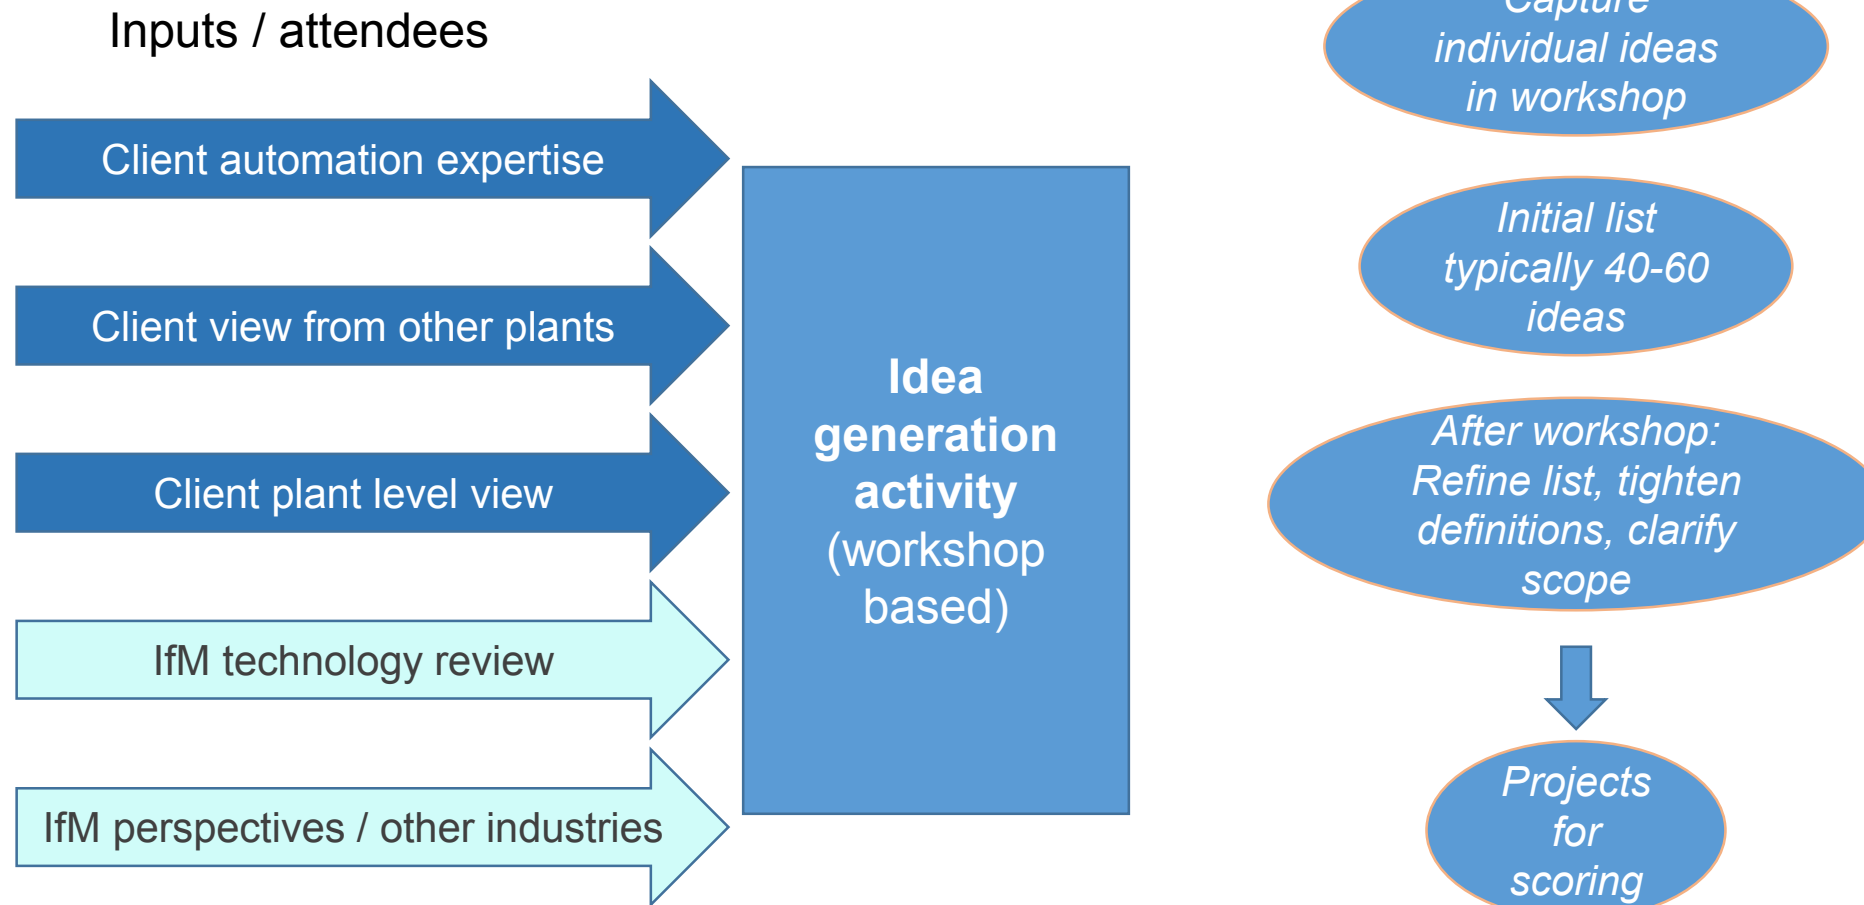 Inputs / attendees
Client automation expertise
Client view from other plants
Client plant level view
IfM technology review
IfM perspectives / other industries
Idea
generation
activity
(workshop
based)
Capture
individual ideas
in workshop
Initial list
typically 40-60
ideas
After workshop:
Refine list, tighten
definitions, clarify
scope
Projects
for
scoring